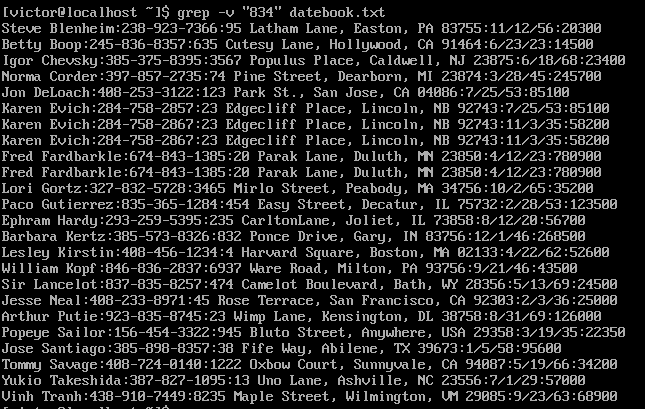 [victor@localhost ~]$ grep -v "834" datebook.txt
Steve Blenheim:238-923-7366:95 Latham Lane, Easton, PA 83755:11/12/56:20300
Betty Boop:245-836-8357:635 Cutesy Lane, Hollywood, CA 91464:6/23/23:14500
Igor Chevsky:385-375-8395:3567 Populus Place, Caldwell, NJ 23875:6/18/68:23400
Norma Corder:397-857-2735:74 Pine Street, Dearborn, MI 23874:3/28/45:245700
Jon DeLoach:408-253-3122:123 Park St., San Jose, CA 04086:7/25/53:85100
Karen Evich:284-758-2857:23 Edgecliff Place, Lincoln, NB 92743:7/25/53:85100
Karen Evich:284-758-2867:23 Edgecliff Place, Lincoln, NB 92743:11/3/35:58200
Karen Evich:284-758-2867:23 Edgecliff Place, Lincoln, NB 92743:11/3/35:58200
Fred Fardbarkle:674-843-1385:20 Parak Lane, Duluth, MN 23850:4/12/23:780900
Fred Fardbarkle:674-843-1385:20 Parak Lane, Duluth, MN 23850:4/12/23:780900
Lori Gortz:327-832-5728:3465 Mirlo Street, Peabody, MA 34756:10/2/65:35200
Paco Gutierrez:835-365-1284:454 Easy Street, Decatur, IL 75732:2/28/53:123500
Ephram Hardy:293-259-5395:235 CarltonLane, Joliet, IL 73858:8/12/20:56700
Barbara Kertz:385-573-8326:832 Ponce Drive, Gary, IN 83756:12/1/46:268500
Lesley Kirstin:408-456-1234:4 Harvard Square, Boston, MA 02133:4/22/62:52600
William Kopf:846-836-2837:6937 Ware Road, Milton, PA 93756:9/21/46:43500
Sir Lancelot:837-835-8257:474 Camelot Boulevard, Bath, WY 28356:5/13/69:24500
Jesse Neal:408-233-8971:45 Rose Terrace, San Francisco, CA 92303:2/3/36:25000
Arthur Putie:923-835-8745:23 Wimp Lane, Kensington, DL 38758:8/31/69:126000
Popeye Sailor:156-454-3322:945 Bluto Street, Anywhere, USA 29358:3/19/35:22350
Jose Santiago:385-898-8357:38 Fife Way, Abilene, TX 39673:1/5/58:95600
Tommy Savage:408-724-0140:1222 Oxbow Court, Sunnyvale, CA 94087:5/19/66:34200
Yukio Takeshida:387-827-1095:13 Uno Lane, Ashville, NC 23556:7/1/29:57000
Vinh Tranh:438-910-7449:8235 Maple Street, Wilmington, VM 29085:9/23/63:68900
[victor@localhost ~]$